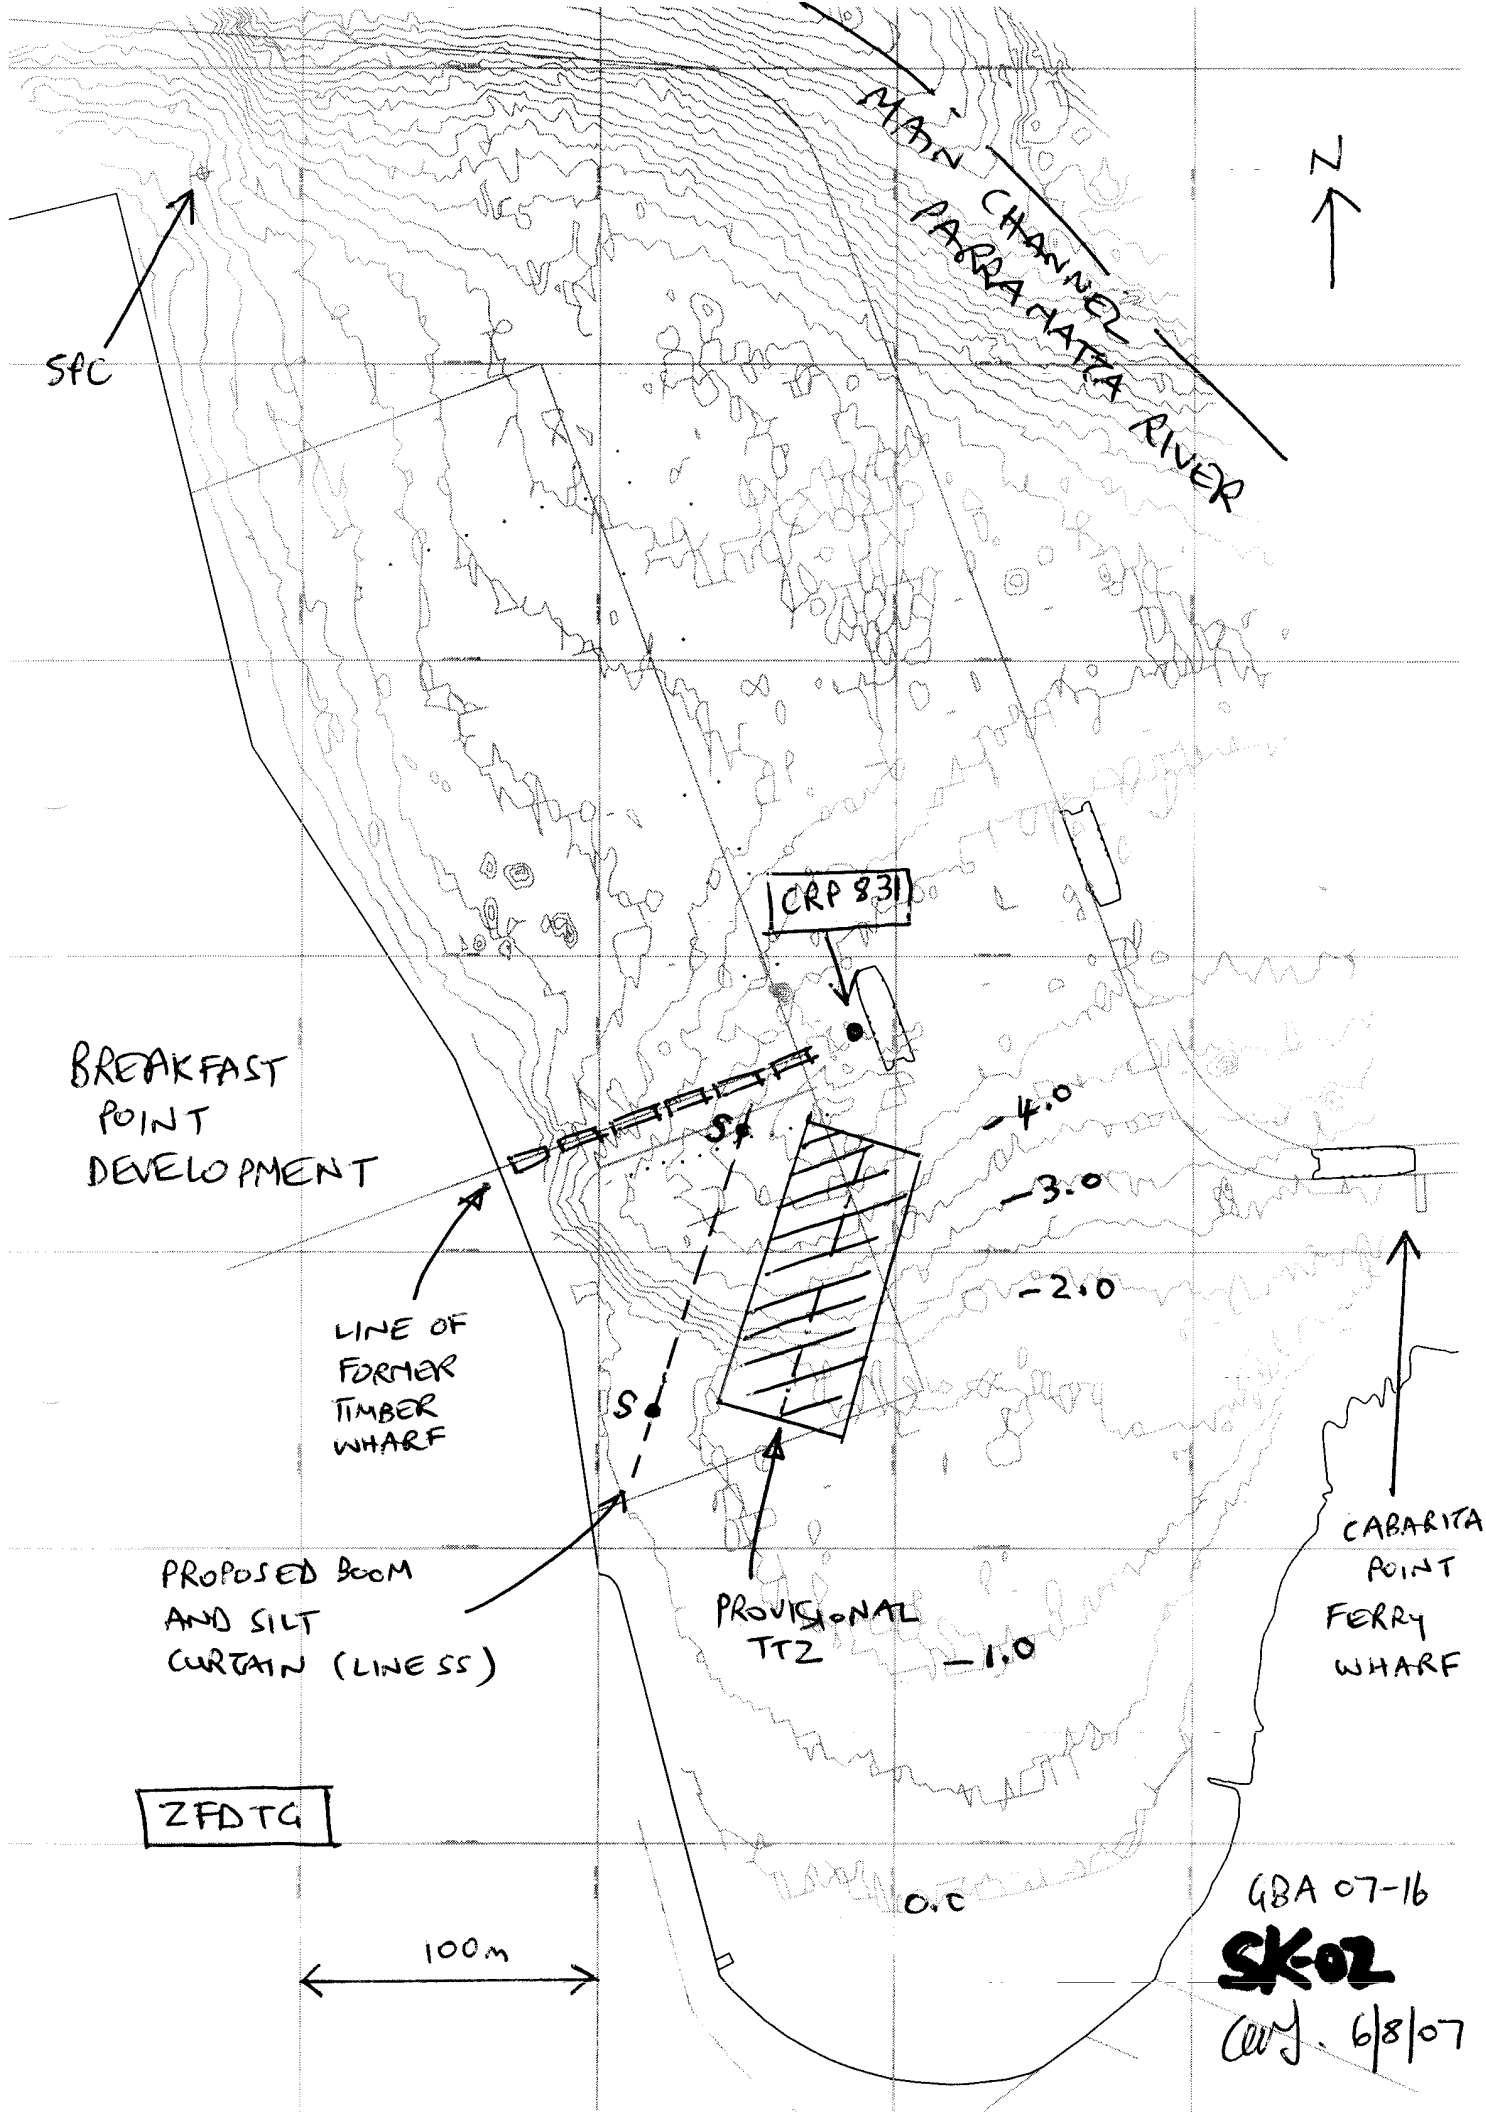 MAIN CHANNEL
PARRAMATTA RIVER
N
SPC
CRP 831
BREAKFAST
POINT
DEVELOPMENT
-4.0
-3.0
-2.0
S
S
LINE OF
FORMER
TIMBER
WHARF
PROPOSED BOOM
AND SILT
CURTAIN (LINE SS)
PROVISIONAL
TTZ
-1.0
CABARITA
POINT
FERRY
WHARF
ZFDTG
0.0
100m
GBA 07-16
SK-02
6/8/07